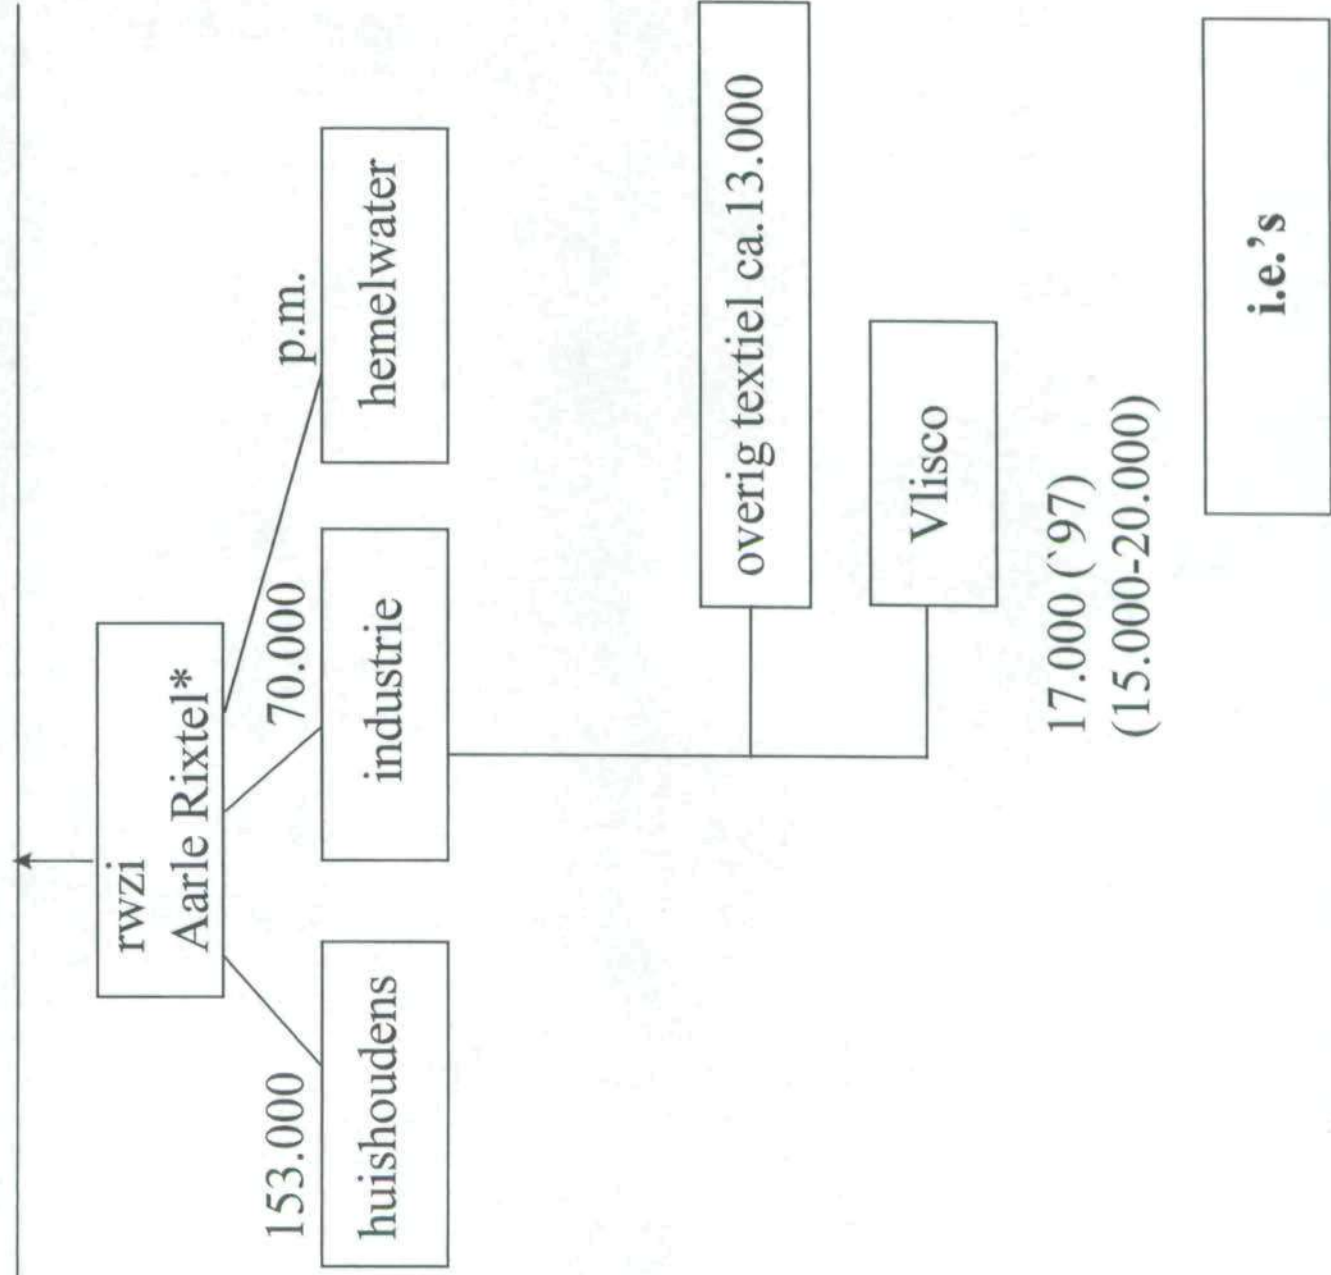 rwzi
Aarle Rixtel*
153.000
70.000
p.m.
huishoudens
industrie
hemelwater
overig textiel ca.13.000
Vlisco
17.000 (`97)
(15.000-20.000)
i.e.'s